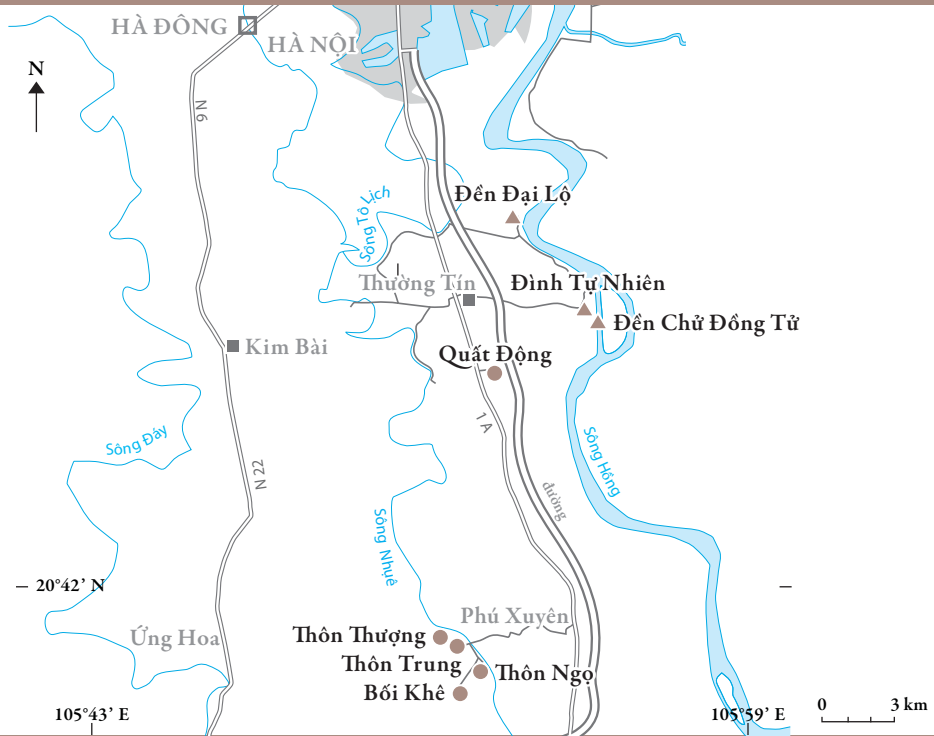 HÀ ĐÔNG
HÀ NỘI
N
N 6
Sông Tô Lịch
Đền Đại Lộ
Thường Tín
Đình Tự Nhiên
Đền Chử Đồng Tử
Kim Bài
Quất Động
1 A
Sông Đáy
N 22
Sông Hồng
đường
Sông Nhuê
20°42’ N
Phú Xuyên
Ứng Hoa
Thôn Thượng
Thôn Trung
Thôn Ngọ
Bối Khê
105°43’ E
105°59’ E
0 3 km